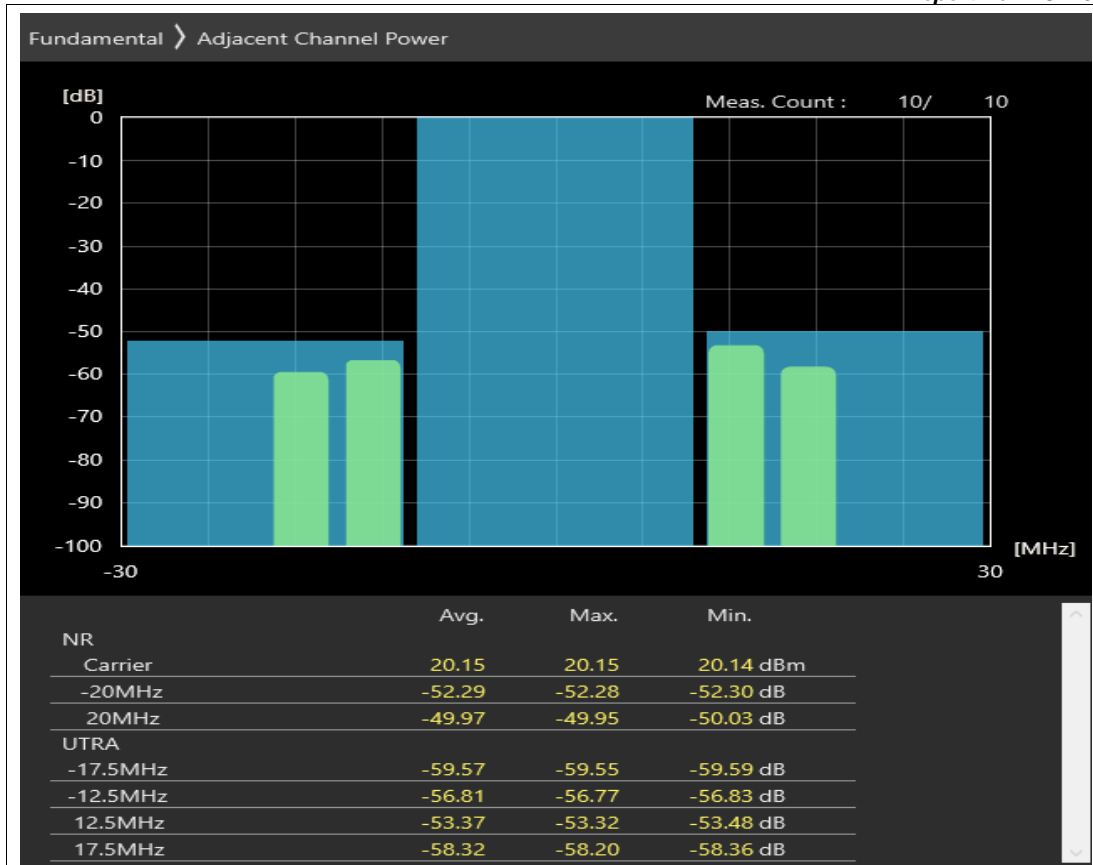 Fundamental ❭ Adjacent Channel Power
[dB]
Meas. Count : 10/ 10
0
-10
-20
-30
-40
-50
-60
-70
-80
-90
-100
[MHz]
-30 30
Avg. Max. Min.
NR
Carrier 20.15 20.15 20.14 dBm
-20MHz -52.29 -52.28 -52.30 dB
20MHz -49.97 -49.95 -50.03 dB
UTRA
-17.5MHz -59.57 -59.55 -59.59 dB
-12.5MHz -56.81 -56.77 -56.83 dB
12.5MHz -53.37 -53.32 -53.48 dB
17.5MHz -58.32 -58.20 -58.36 dB